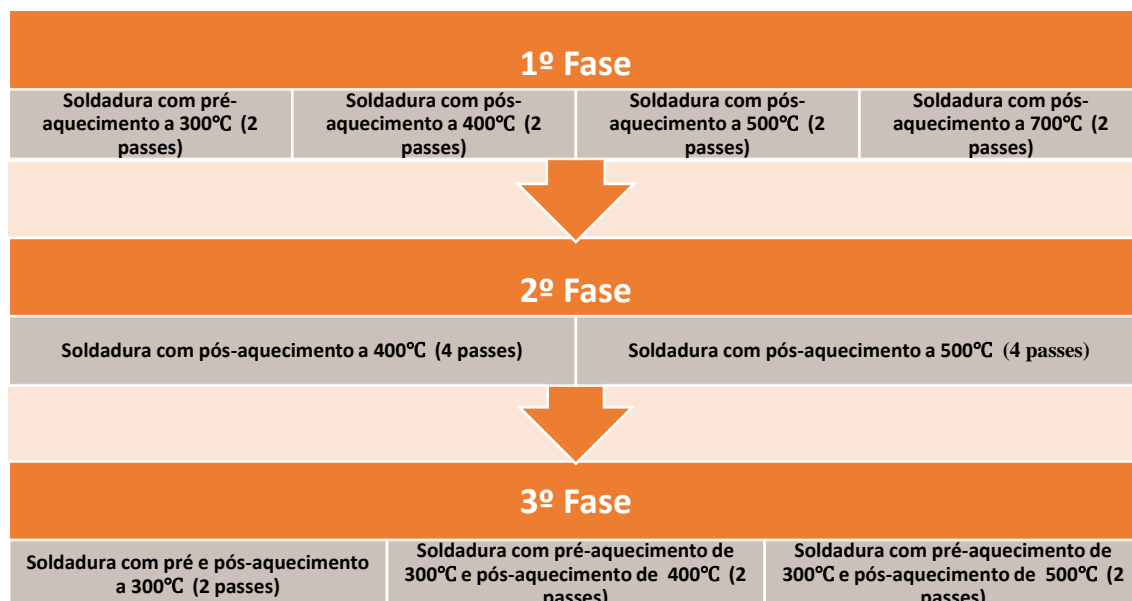 1º Fase
Soldadura com pré-
aquecimento a 300℃ (2
passes)
Soldadura com pós-
aquecimento a 400℃ (2
passes)
Soldadura com pós-
aquecimento a 500℃ (2
passes)
Soldadura com pós-
aquecimento a 700℃ (2
passes)
2º Fase
Soldadura com pós-aquecimento a 400℃ (4 passes)
Soldadura com pós-aquecimento a 500℃ (4 passes)
3º Fase
Soldadura com pré e pós-aquecimento
a 300℃ (2 passes)
Soldadura com pré-aquecimento de
300℃ e pós-aquecimento de 400℃ (2
passes)
Soldadura com pré-aquecimento de
300℃ e pós-aquecimento de 500℃ (2
passes)